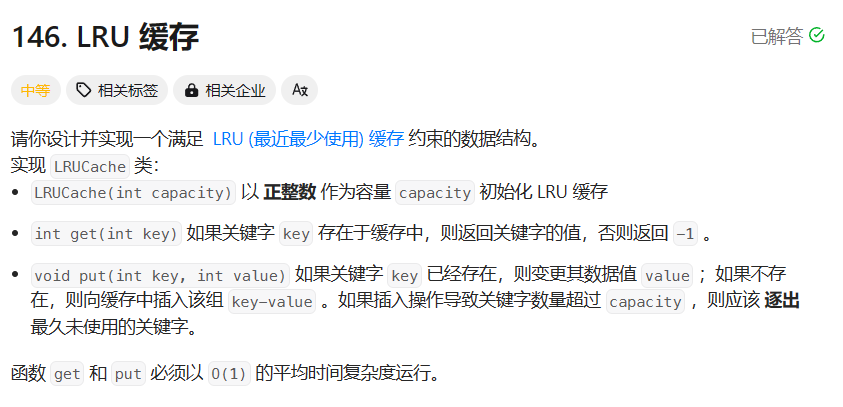 146. LRU 缓存
已解答
中等
相关标签
相关企业
请你设计并实现一个满足 LRU (最近最少使用) 缓存 约束的数据结构。
实现 LRUCache 类：
• LRUCache(int capacity) 以 正整数 作为容量 capacity 初始化 LRU 缓存
• int get(int key) 如果关键字 key 存在于缓存中，则返回关键字的值，否则返回 -1 。
• void put(int key, int value) 如果关键字 key 已经存在，则变更其数据值 value ；如果不存
在，则向缓存中插入该组 key-value 。如果插入操作导致关键字数量超过 capacity ，则应该 逐出
最久未使用的关键字。
函数 get 和 put 必须以 O(1) 的平均时间复杂度运行。